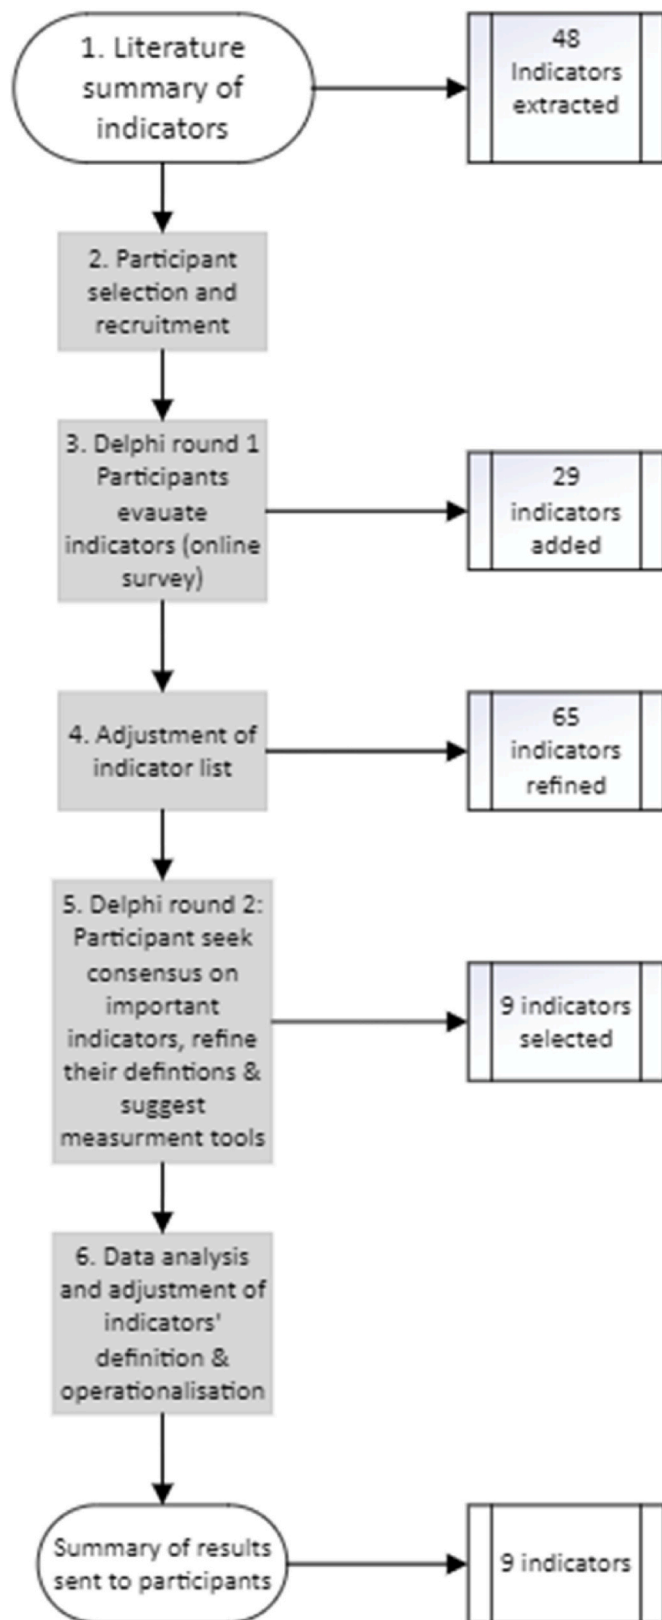 1. Literature
summary of
indicators
48
Indicators
extracted
2. Participant
selection and
recruitment
3. Delphi round 1
Participants
evauate
indicators (online
survey)
29
indicators
added
4. Adjustment of
indicator list
65
indicators
refined
5. Delphi round 2:
Participant seek
consensus on
important
indicators, refine
their defintions &
suggest
measurment tools
9 indicators
selected
6. Data analysis
and adjustment of
indicators'
definition &
operationalisation
Summary of results
sent to participants
9 indicators